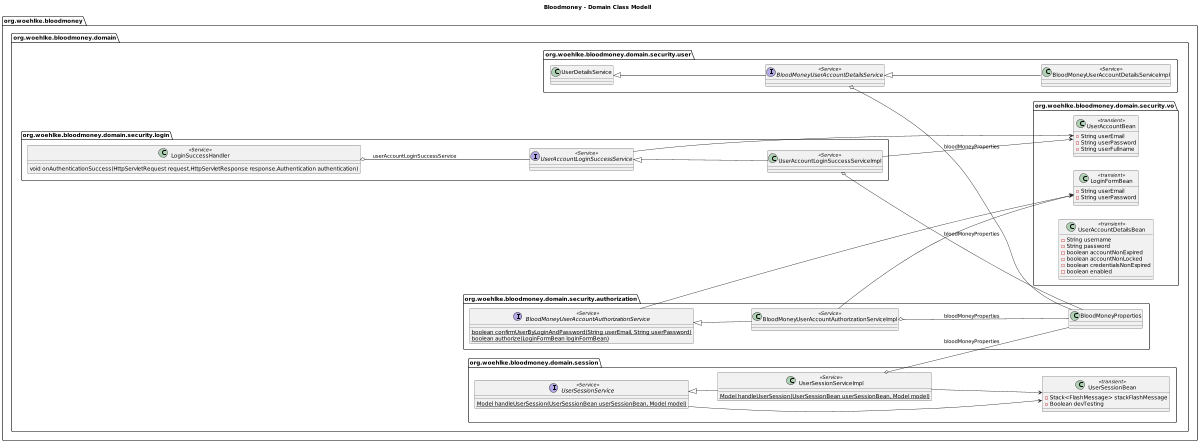 Bloodmoney - Domain Class Modell
org.woehlke.bloodmoney
org.woehlke.bloodmoney.domain
org.woehlke.bloodmoney.domain.security.user
C UserDetailsService
«Service»
I BloodMoneyUserAccountDetailsService
«Service»
C BloodMoneyUserAccountDetailsServiceImpl
org.woehlke.bloodmoney.domain.security.vo
«transient»
C UserAccountBean
String userEmail
String userPassword
String userFullname
org.woehlke.bloodmoney.domain.security.login
«Service»
C LoginSuccessHandler
void onAuthenticationSuccess(HttpServletRequest request,HttpServletResponse response,Authentication authentication)
userAccountLoginSuccessService
«Service»
I UserAccountLoginSuccessService
«Service»
C UserAccountLoginSuccessServiceImpl
bloodMoneyProperties
«transient»
C LoginFormBean
String userEmail
String userPassword
«transient»
C UserAccountDetailsBean
String username
String password
boolean accountNonExpired
boolean accountNonLocked
boolean credentialsNonExpired
boolean enabled
bloodMoneyProperties
org.woehlke.bloodmoney.domain.security.authorization
«Service»
I BloodMoneyUserAccountAuthorizationService
boolean confirmUserByLoginAndPassword(String userEmail, String userPassword)
boolean authorize(LoginFormBean loginFormBean)
«Service»
C BloodMoneyUserAccountAuthorizationServiceImpl
bloodMoneyProperties
C BloodMoneyProperties
bloodMoneyProperties
org.woehlke.bloodmoney.domain.session
«Service»
I UserSessionService
Model handleUserSession(UserSessionBean userSessionBean, Model model)
«Service»
C UserSessionServiceImpl
Model handleUserSession(UserSessionBean userSessionBean, Model model)
«transient»
C UserSessionBean
Stack<FlashMessage> stackFlashMessage
Boolean devTesting